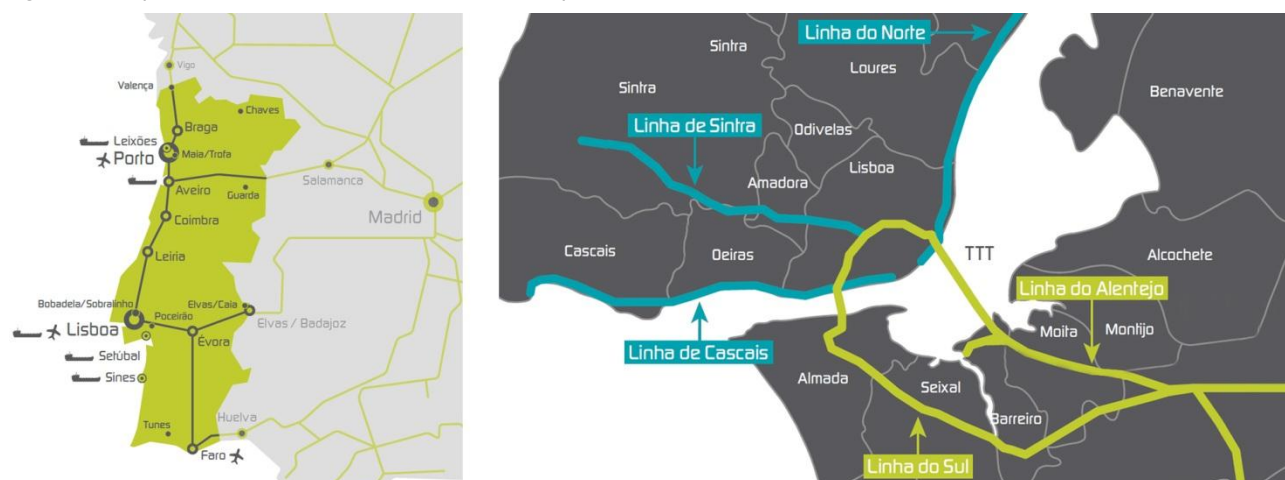 Vigo
Valença
Chaves
Braga
Leixões
Porto
Maia/Trofa
Aveiro
Guarda
Salamanca
Madrid
Coimbra
Leiria
Bobadela/Sobralinho
Elvas/Caia
Lisboa
Poceirão
Elvas / Badajoz
Évora
Setúbal
Sines
Huelva
Tunes
Faro
Linha do Norte
Sintra
Loures
Sintra
Benavente
Linha de Sintra
Odivelas
Lisboa
Amadora
Cascais
Oeiras
TTT
Alcochete
Linha do Alentejo
Moita
Montijo
Linha de Cascais
Almada
Seixal
Barreiro
Linha do Sul